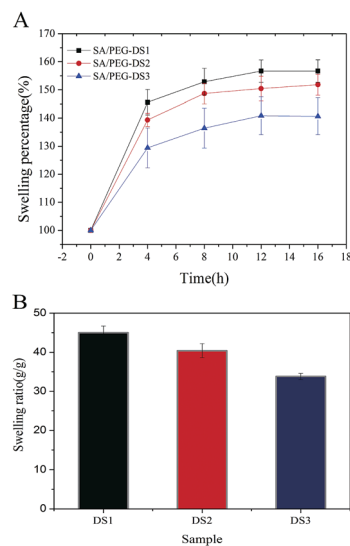 A
SA/PEG-DS1
SA/PEG-DS2
SA/PEG-DS3
Swelling percentage(%)
160
150
140
130
120
110
100
-2 0 2 4 6 8 10 12 14 16 18
Time(h)
B
Swelling ratio(g/g)
50
40
30
20
10
0
DS1 DS2 DS3
Sample